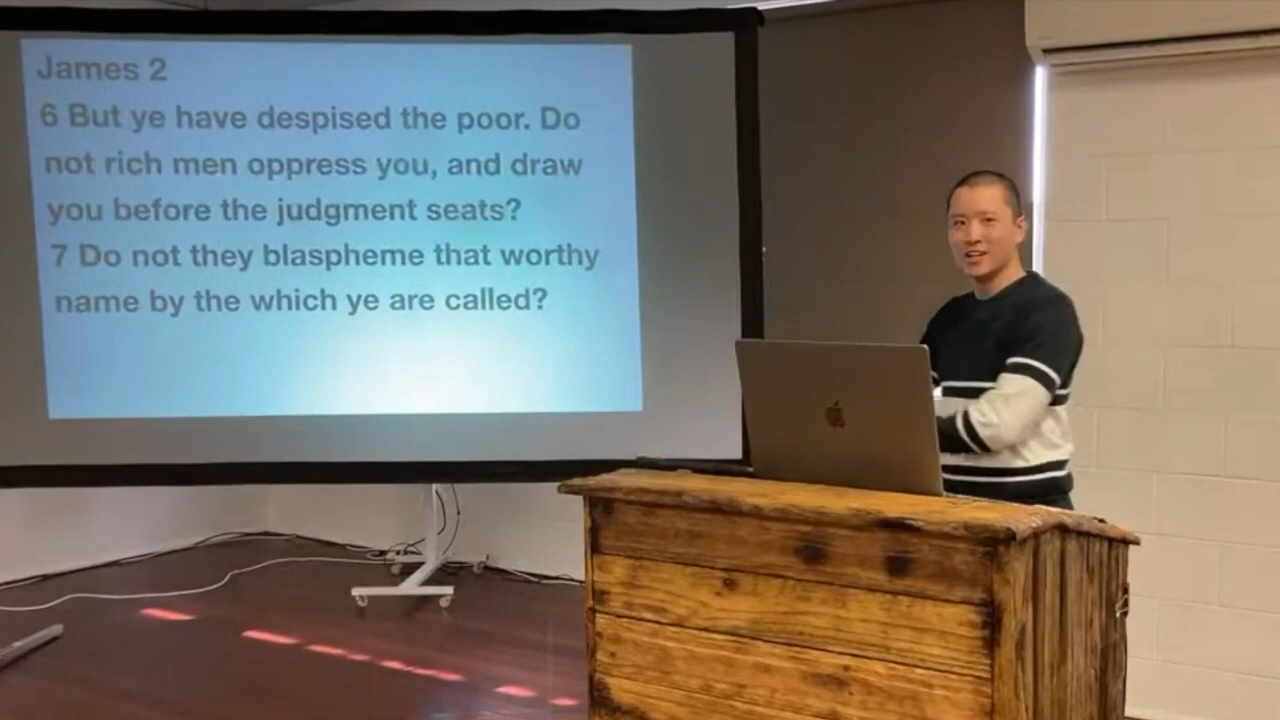 James 2
6 But ye have despised the poor. Do
not rich men oppress you, and draw
you before the judgment seats?
7 Do not they blaspheme that worthy
name by the which ye are called?